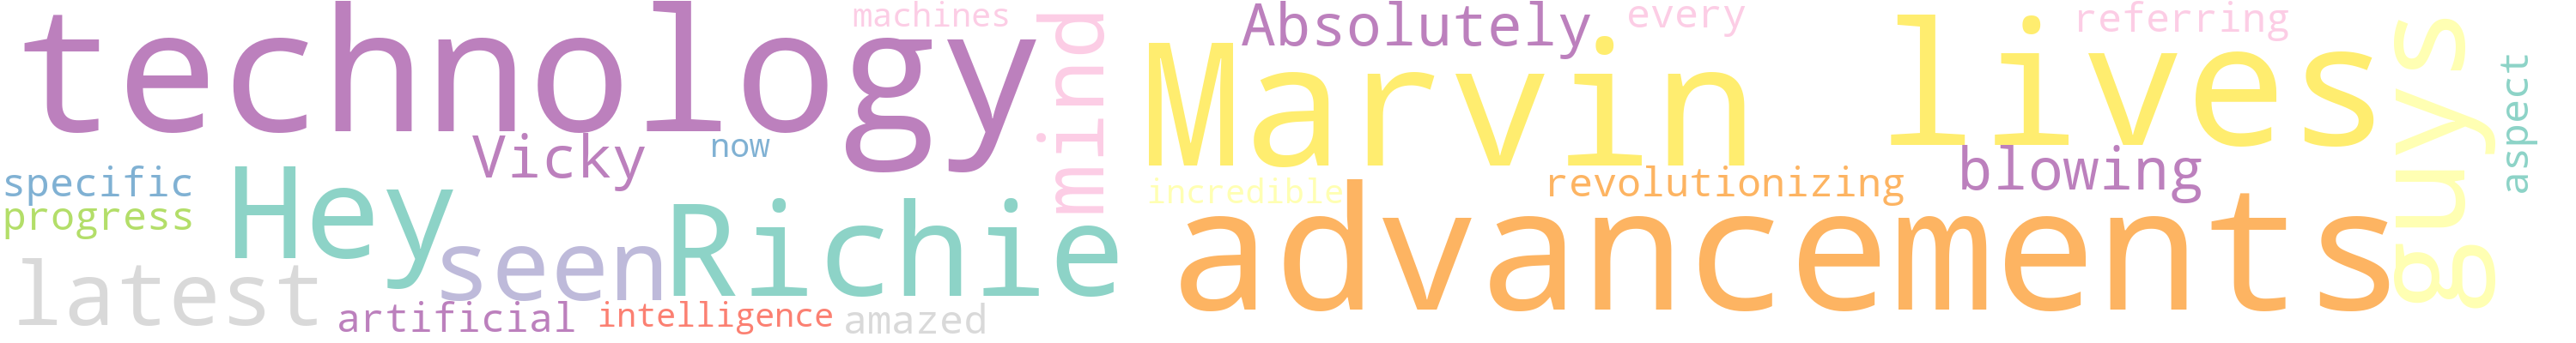 technology
machines
mind
Absolutely
every
referring
Marvin
lives
guys
aspect
Vicky
now
specific
progress
Hey
seen
Richie
incredible
revolutionizing
blowing
advancements
latest
artificial
intelligence
amazed